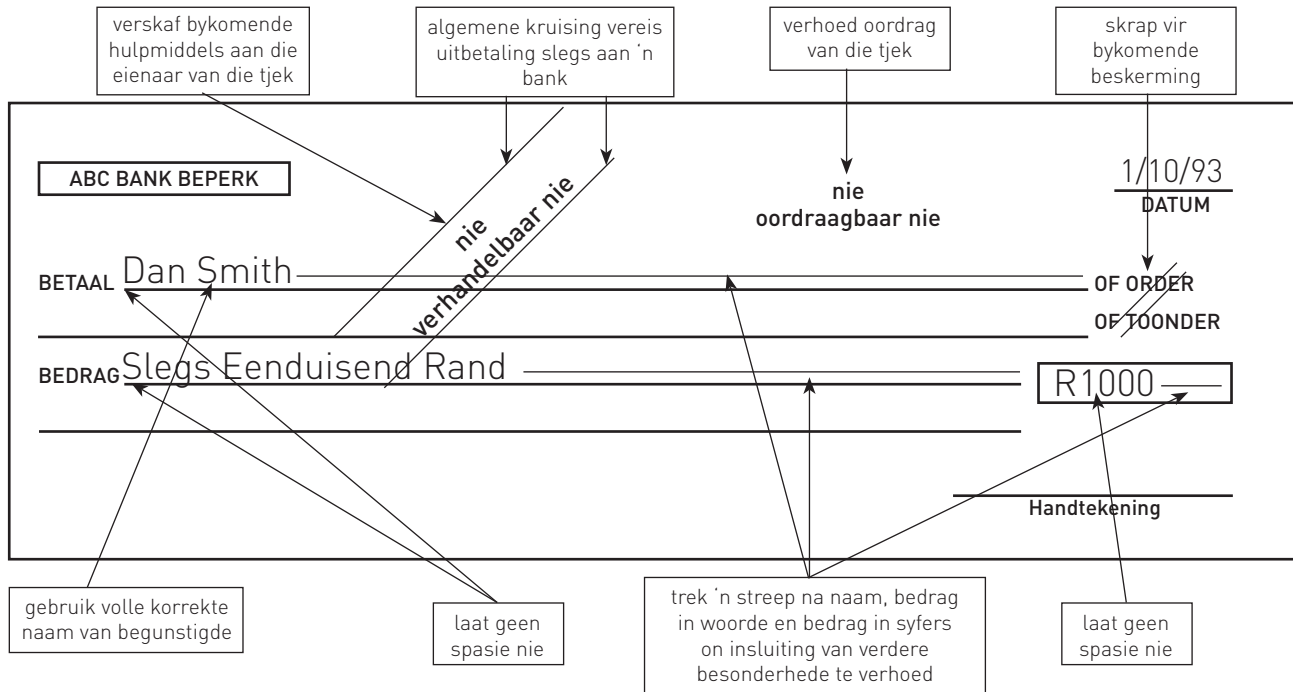 verskaf bykomende
hulpmiddels aan die
eienaar van die tjek
algemene kruising vereis
uitbetaling slegs aan 'n
bank
verhoed oordrag
van die tjek
skrap vir
bykomende
beskerming
ABC BANK BEPERK
nie
verhandelbaar nie
nie
oordraagbaar nie
1/10/93
DATUM
BETAAL Dan Smith
OF ORDER
OF TOONDER
BEDRAG Slegs Eenduisend Rand
R1000
Handtekening
gebruik volle korrekte
naam van begunstigde
laat geen
spasie nie
trek 'n streep na naam, bedrag
in woorde en bedrag in syfers
on insluiting van verdere
besonderhede te verhoed
laat geen
spasie nie